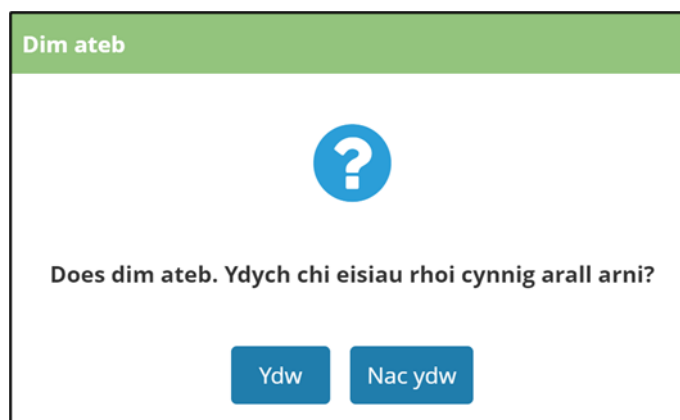 Dim ateb
?
Does dim ateb. Ydych chi eisiau rhoi cynnig arall arni?
Ydw
Nac ydw